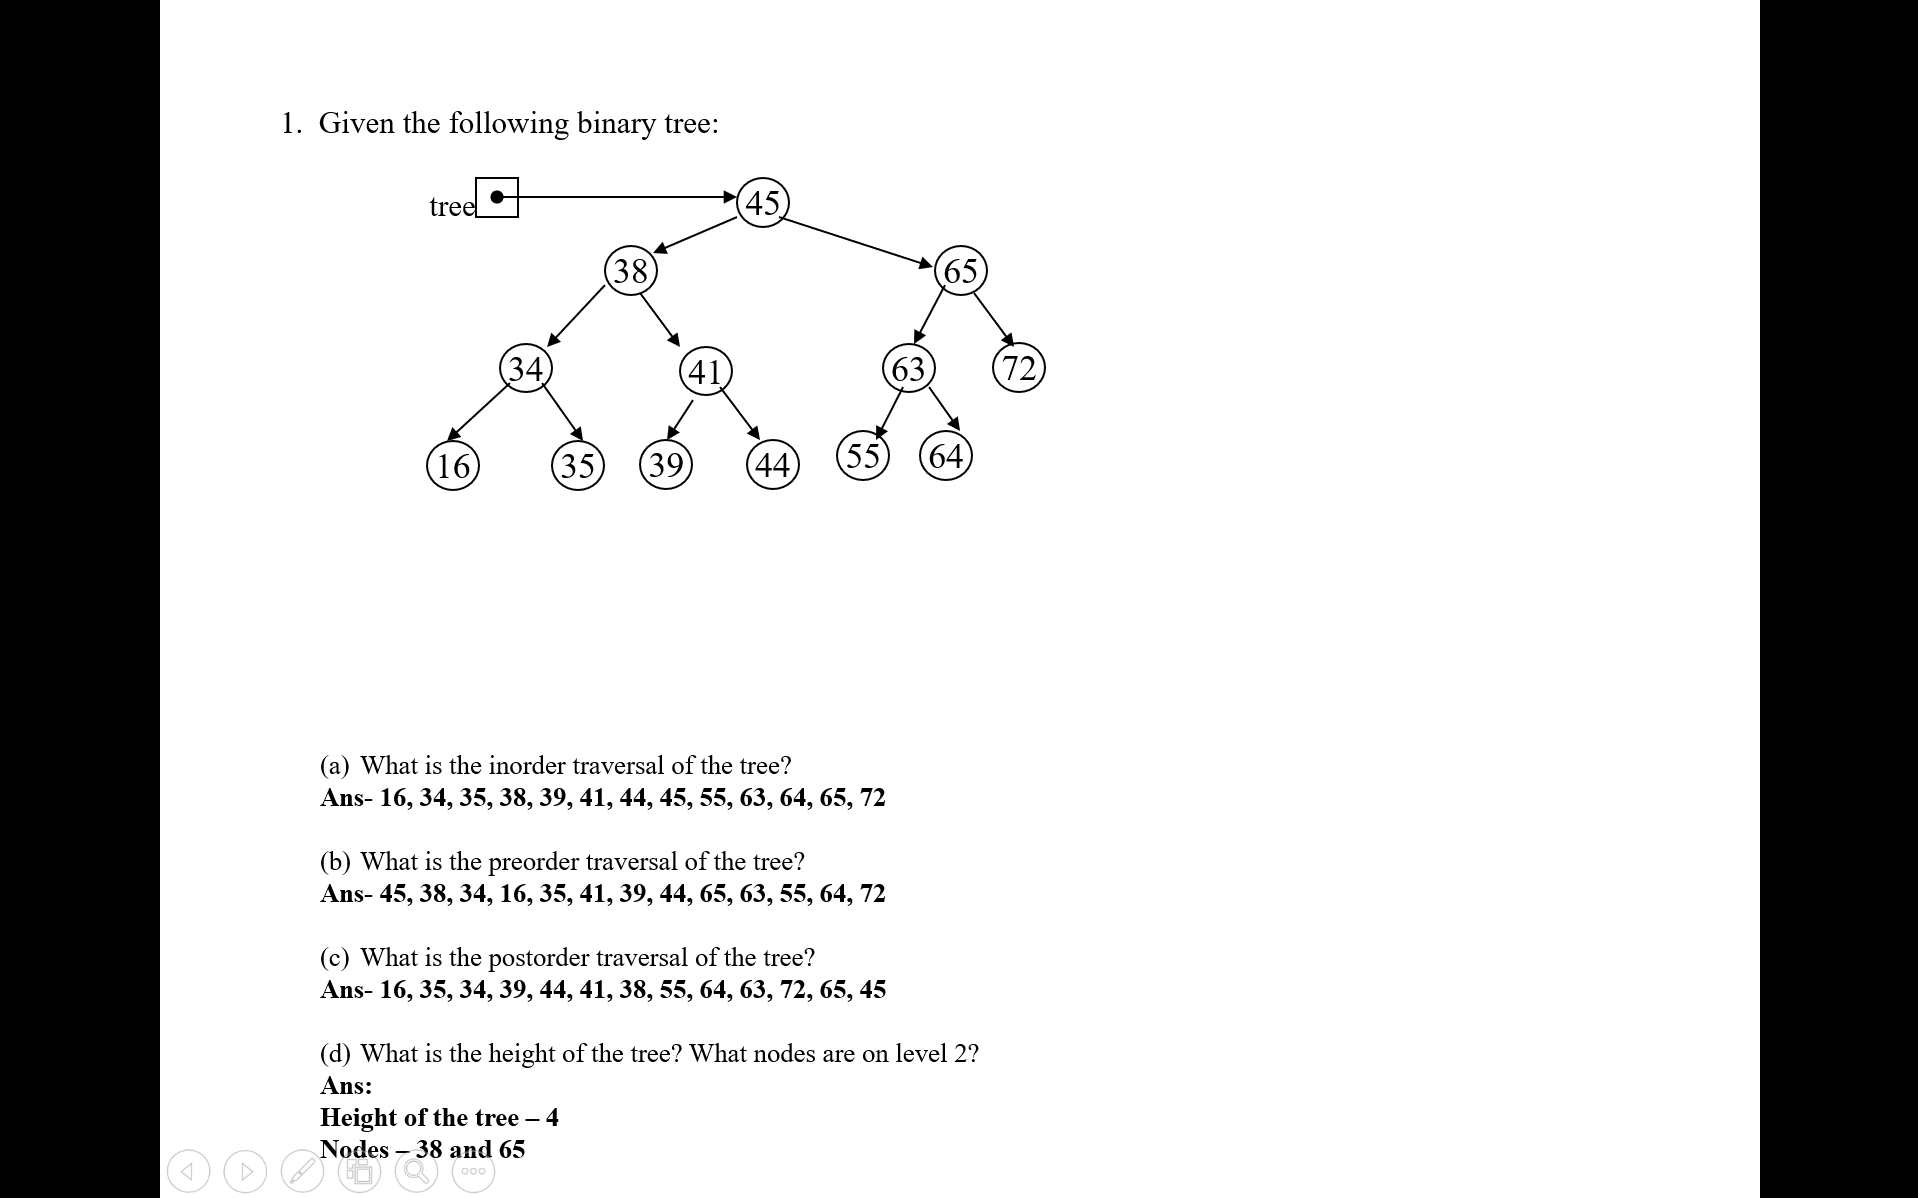 1. Given the following binary tree:
tree
45
38
65
34
41
63
72
16
35
39
44
55
64
(a) What is the inorder traversal of the tree?
Ans- 16, 34, 35, 38, 39, 41, 44, 45, 55, 63, 64, 65, 72
(b) What is the preorder traversal of the tree?
Ans- 45, 38, 34, 16, 35, 41, 39, 44, 65, 63, 55, 64, 72
(c) What is the postorder traversal of the tree?
Ans- 16, 35, 34, 39, 44, 41, 38, 55, 64, 63, 72, 65, 45
(d) What is the height of the tree? What nodes are on level 2?
Ans:
Height of the tree – 4
Nodes – 38 and 65